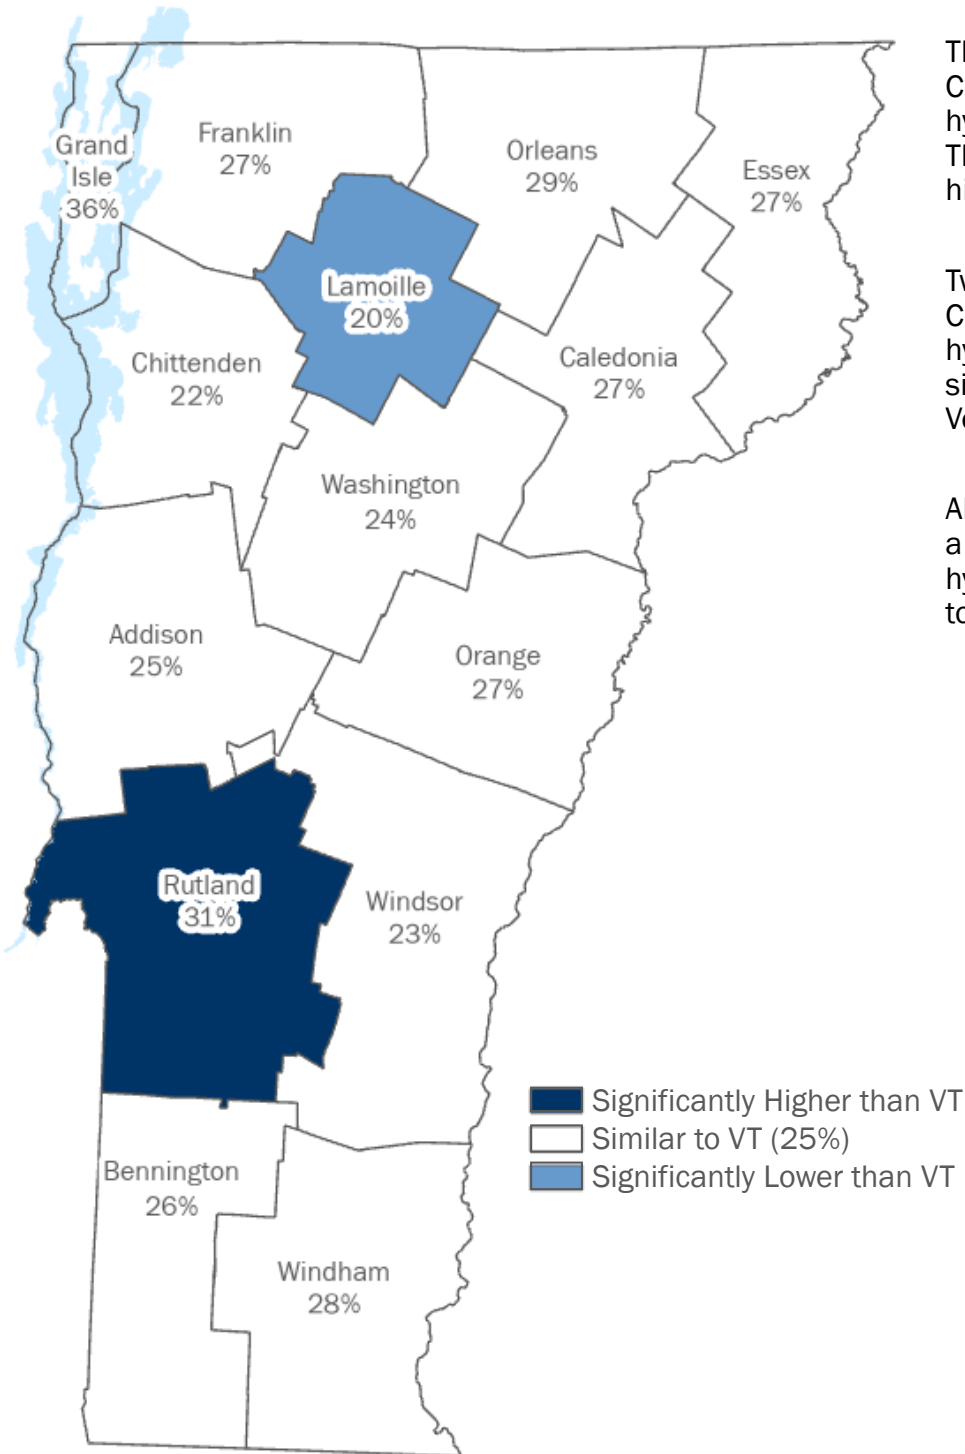 Grand
Isle
36%
Franklin
27%
Orleans
29%
Essex
27%
Lamoille
20%
Chittenden
22%
Caledonia
27%
Washington
24%
Addison
25%
Orange
27%
Rutland
31%
Windsor
23%
Bennington
26%
Windham
28%
Significantly Higher than VT
Similar to VT (25%)
Significantly Lower than VT